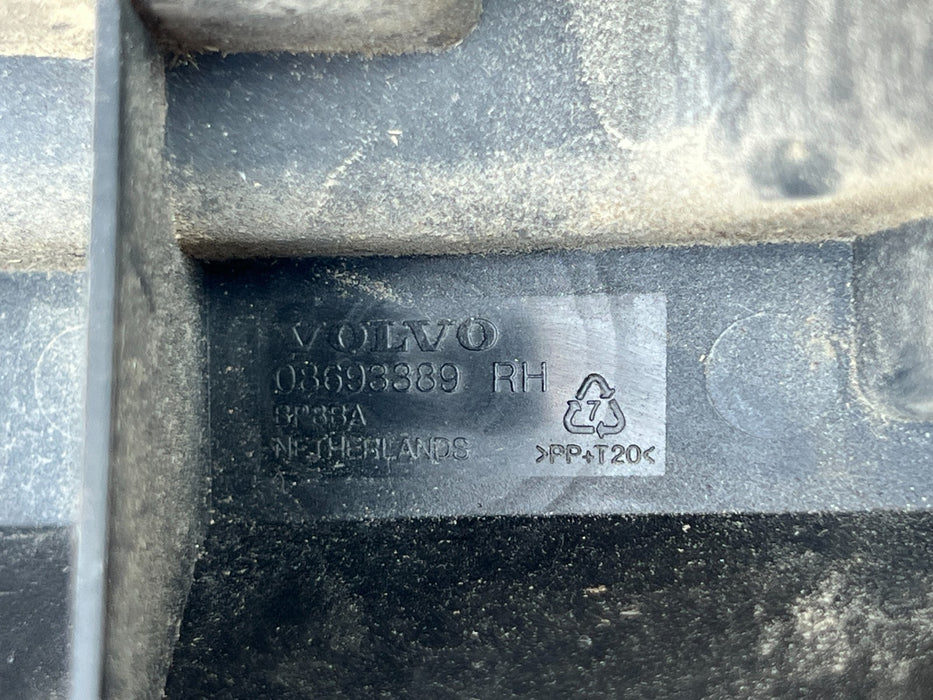 VOLVO
08693389 RH
7
NETHERLANDS >PP+T20<